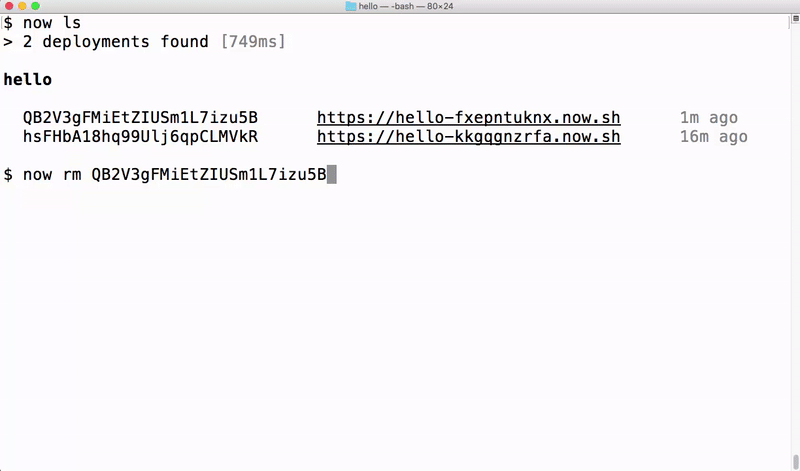 hello — -bash — 80×24
$ now ls
> 2 deployments found [749ms]
hello
QB2V3gFMiEtZIUSm1L7izu5B https://hello-fxepntuknx.now.sh 1m ago
hsFHbA18hq99Ulj6qpCLMVkR https://hello-kkgqgnzrfa.now.sh 16m ago
$ now rm QB2V3gFMiEtZIUSm1L7izu5B